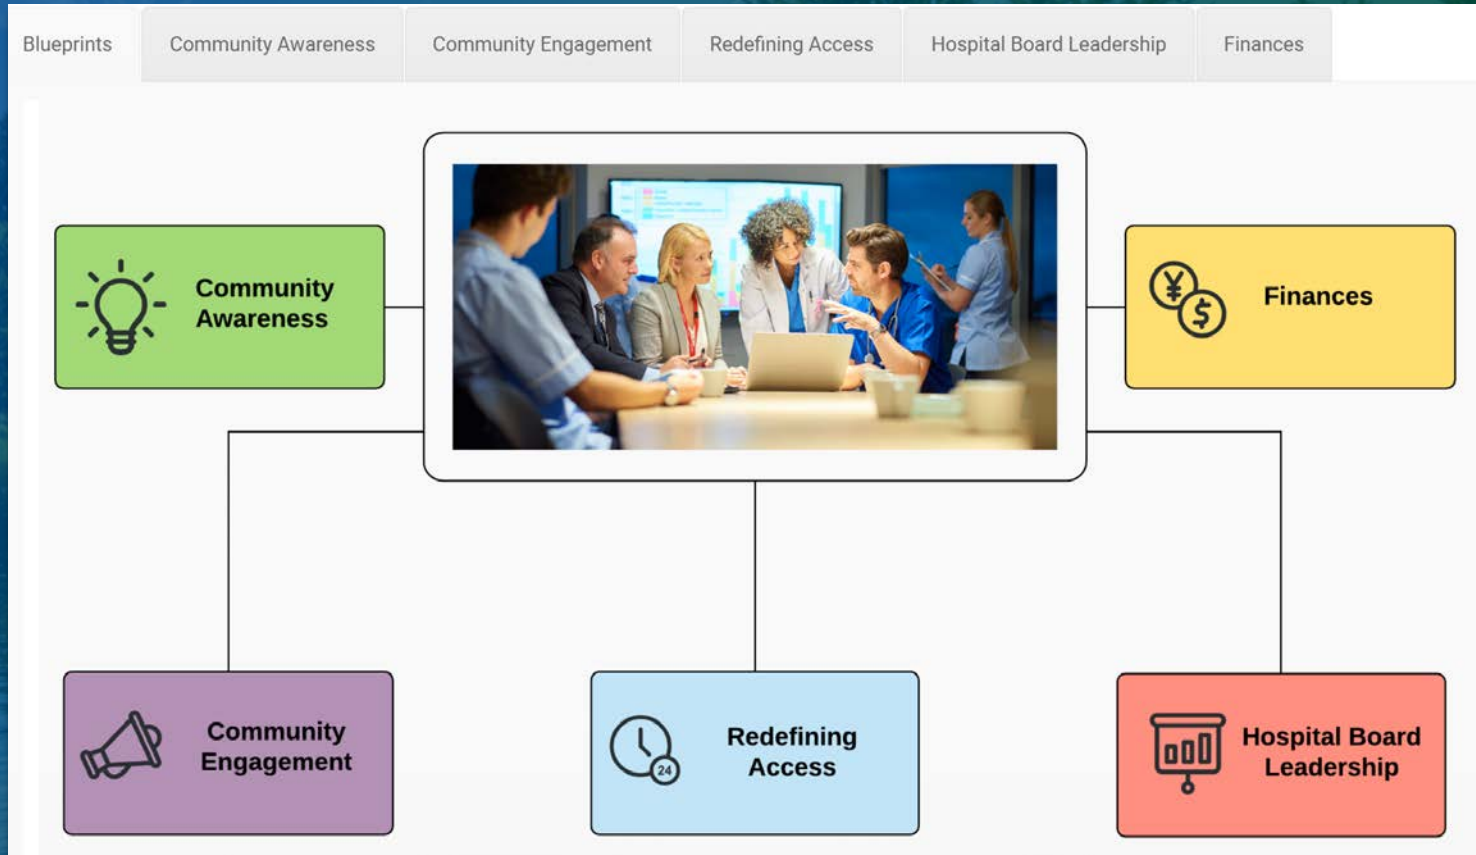 Blueprints
Community Awareness
Community Engagement
Redefining Access
Hospital Board Leadership
Finances
Community
Awareness
¥
$
Finances
Community
Engagement
24
Redefining
Access
Hospital Board
Leadership